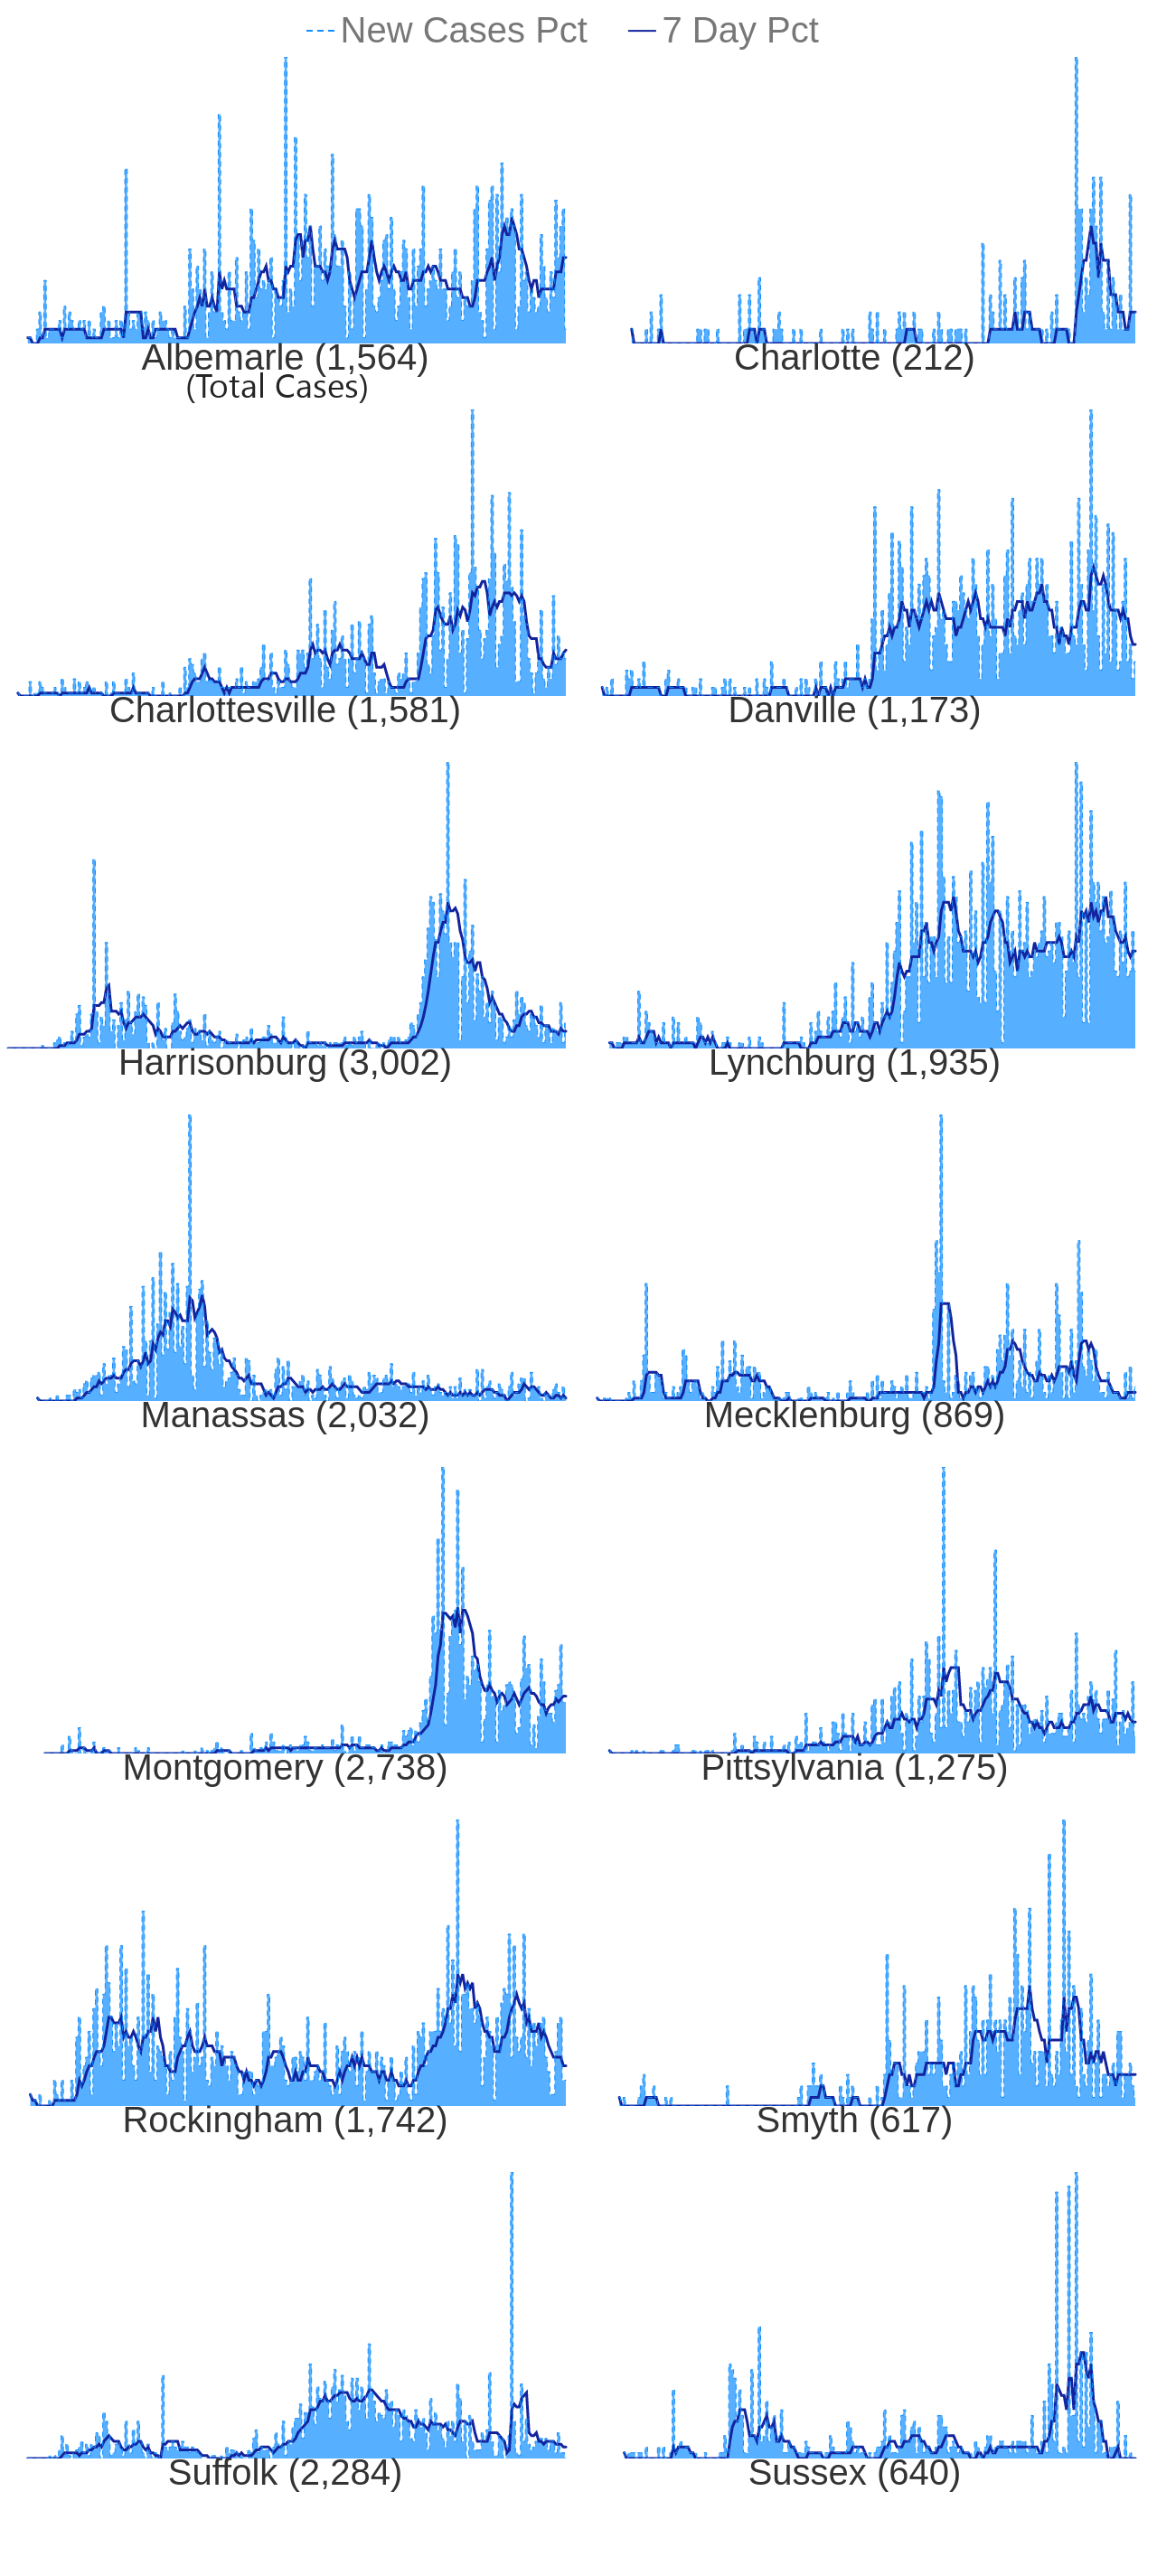 New Cases Pct 7 Day Pct
Albemarle (1,564) Charlotte (212)
(Total Cases)
Charlottesville (1,581) Danville (1,173)
Harrisonburg (3,002) Lynchburg (1,935)
Manassas (2,032) Mecklenburg (869)
Montgomery (2,738) Pittsylvania (1,275)
Rockingham (1,742) Smyth (617)
Suffolk (2,284) Sussex (640)